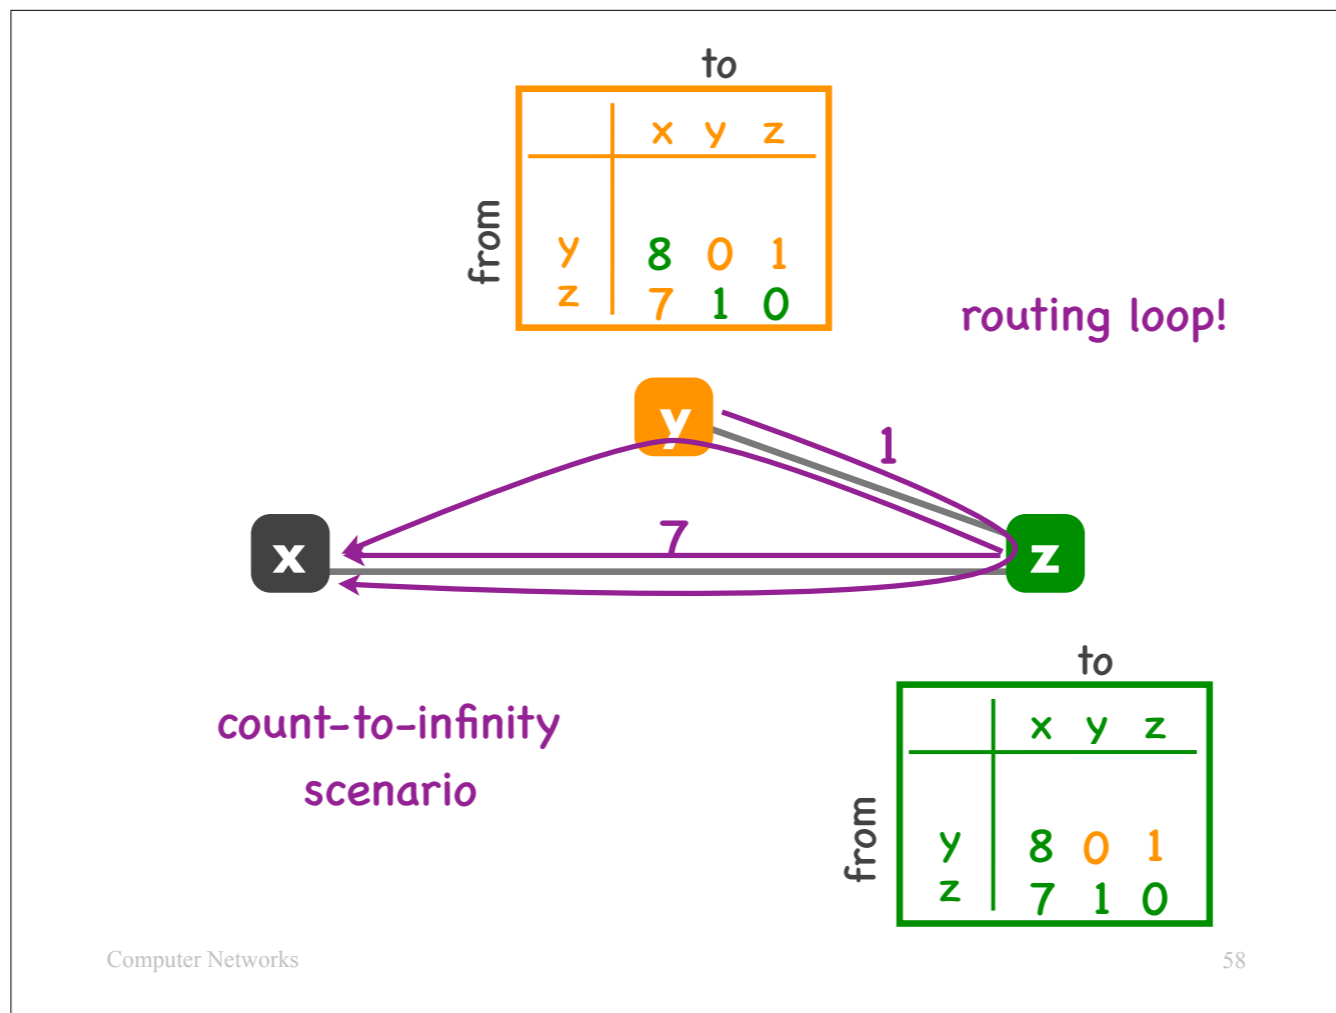 to
x y z
from
y 8 0 1
z 7 1 0
routing loop!
y
1
7
x
z
to
count-to-infinity
scenario
x y z
from
y 8 0 1
z 7 1 0
Computer Networks
58